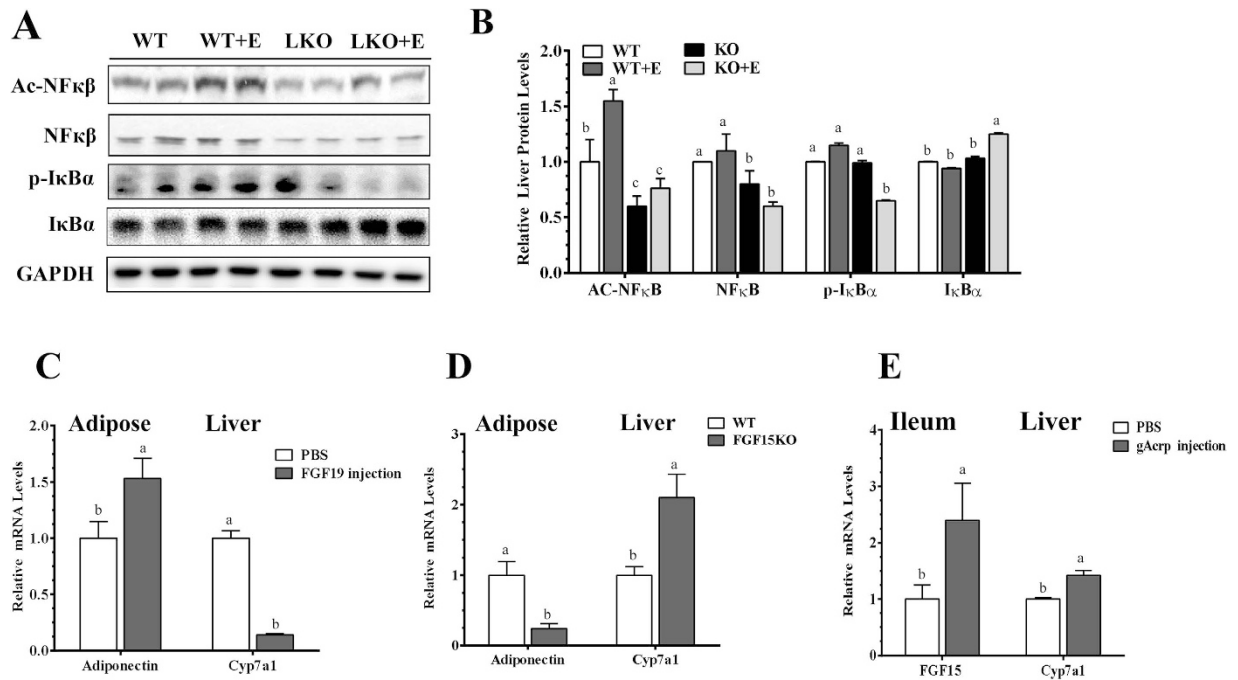 A
WT WT+E LKO LKO+E
Ac-NFκβ
NFκβ
p-IκBα
IκBα
GAPDH
B
Relative Liver Protein Levels
2.0
1.5
1.0
0.5
0.0
WT KO
WT+E KO+E
b a c c
a a b b
a a a b
b b b a
AC-NFκB NFκB p-IκBα IκBα
C
Adipose Liver
Relative mRNA Levels
2.0
1.5
1.0
0.5
0.0
PBS
FGF19 injection
b a a b
Adiponectin Cyp7a1
D
Adipose Liver
Relative mRNA Levels
3
2
1
0
WT
FGF15KO
a b b a
Adiponectin Cyp7a1
E
Ileum Liver
Relative mRNA Levels
4
3
2
1
0
PBS
gAcrp injection
b a b a
FGF15 Cyp7a1